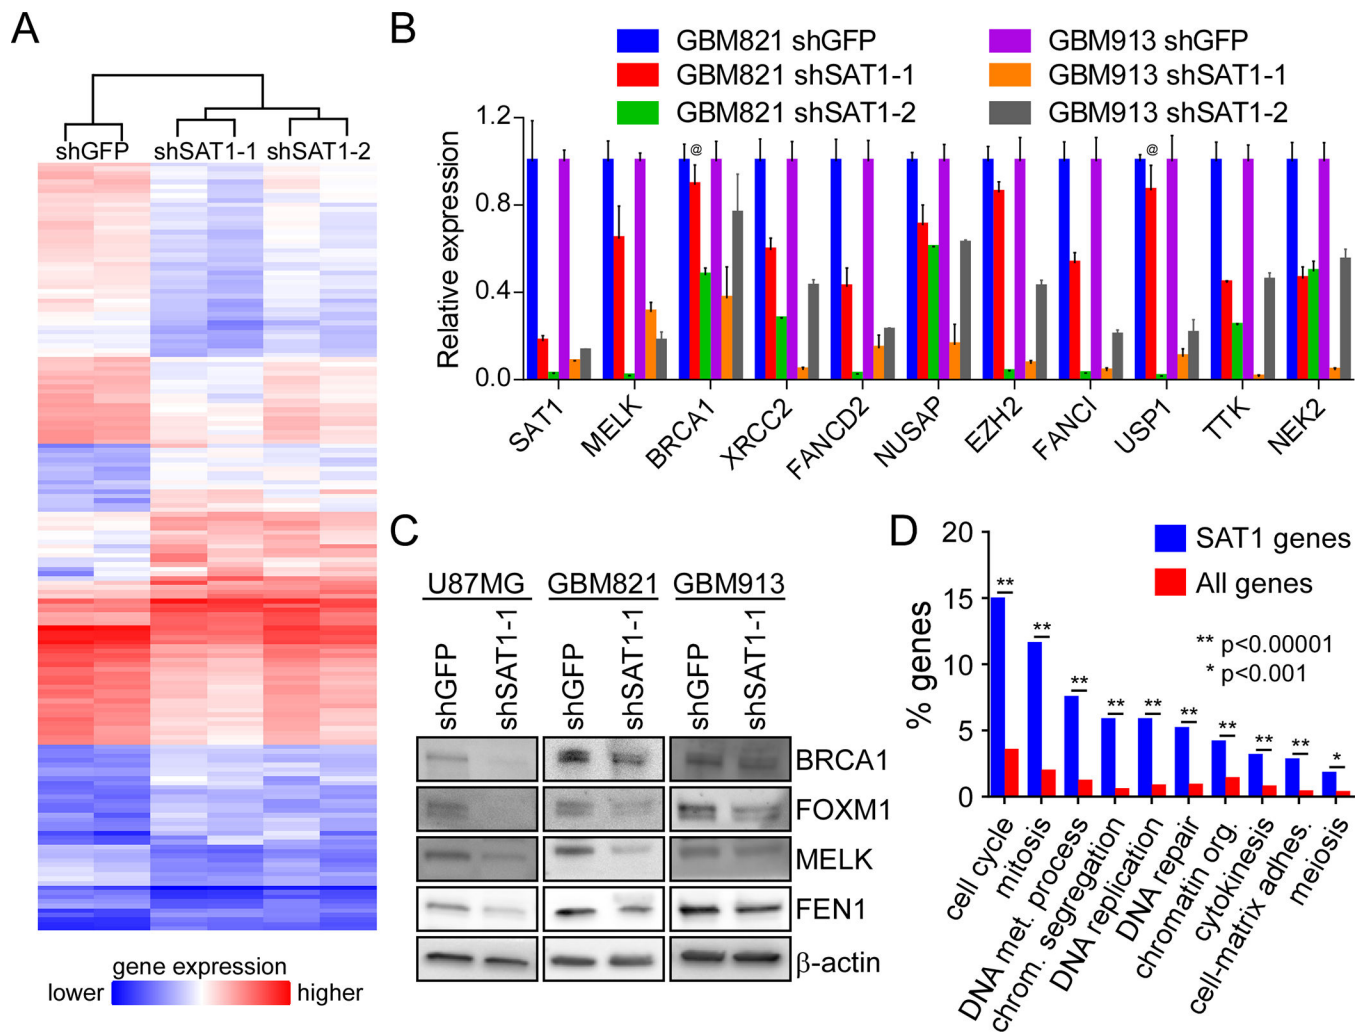 A
shGFP shSAT1-1 shSAT1-2
gene expression
lower higher
B
GBM821 shGFP
GBM821 shSAT1-1
GBM821 shSAT1-2
GBM913 shGFP
GBM913 shSAT1-1
GBM913 shSAT1-2
Relative expression
1.2
0.8
0.4
0.0
@ @
SAT1 MELK BRCA1 XRCC2 FANCD2 NUSAP EZH2 FANCI USP1 TTK NEK2
C
U87MG GBM821 GBM913
shGFP shSAT1-1 shGFP shSAT1-1 shGFP shSAT1-1
BRCA1
FOXM1
MELK
FEN1
β-actin
D
SAT1 genes
All genes
** p<0.00001
* p<0.001
% genes
20
15
10
5
0
** ** ** ** ** ** ** ** ** *
cell cycle
mitosis
DNA met. process
chrom. segregation
DNA replication
DNA repair
chromatin org.
cytokinesis
cell-matrix adhes.
meiosis